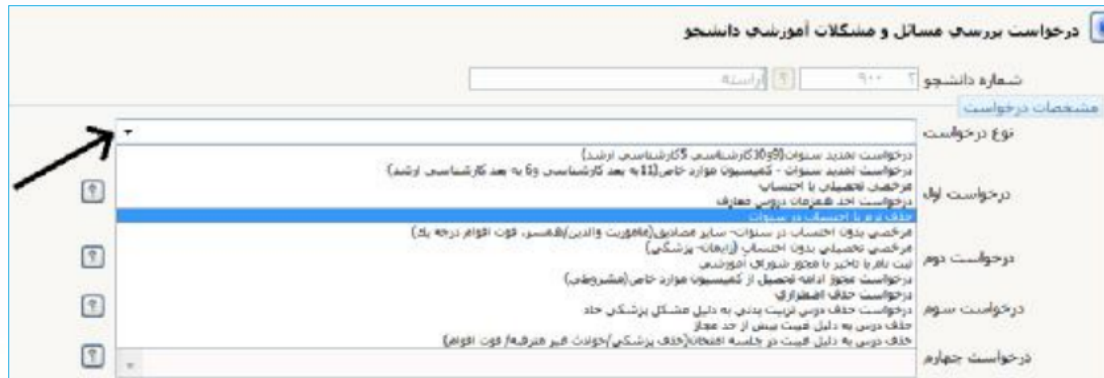 درخواست بررسي مسائل و مشکلات آموزشي دانشجو
شماره دانشجو ۹۰۰ ؟ آراسته
مشخصات درخواست
نوع درخواست
درخواست تمدید سنوات(9و10کارشناسی 5کارشناسی ارشد)
درخواست تمدید سنوات - کمیسیون موارد خاص(11به بعد کارشناسی و6 به بعد کارشناسی ارشد)
مرخصی تحصیلی با احتساب
درخواست اول
درخواست اخذ همزمان دروس معارف
حذف ترم با احتساب در سنوات
مرخصی بدون احتساب در سنوات- سایر مصادیق(ماموریت والدین/همسر، فوت اقوام درجه یك)
مرخصی تحصیلی بدون احتساب (زایمان- پزشکی)
درخواست دوم
ثبت نام با تاخیر با مجوز شورای آموزشی
درخواست مجوز ادامه تحصیل از کمیسیون موارد خاص(مشروطی)
درخواست حذف اضطراری
درخواست سوم
درخواست حذف درس تربیت بدنی به دلیل مشکل پزشکی حاد
حذف درس به دلیل غیبت بیش از حد مجاز
حذف درس به دلیل غیبت در جلسه امتحان(حذف پزشکی/حوادث غیر مترقبه/ فوت اقوام)
درخواست چهارم